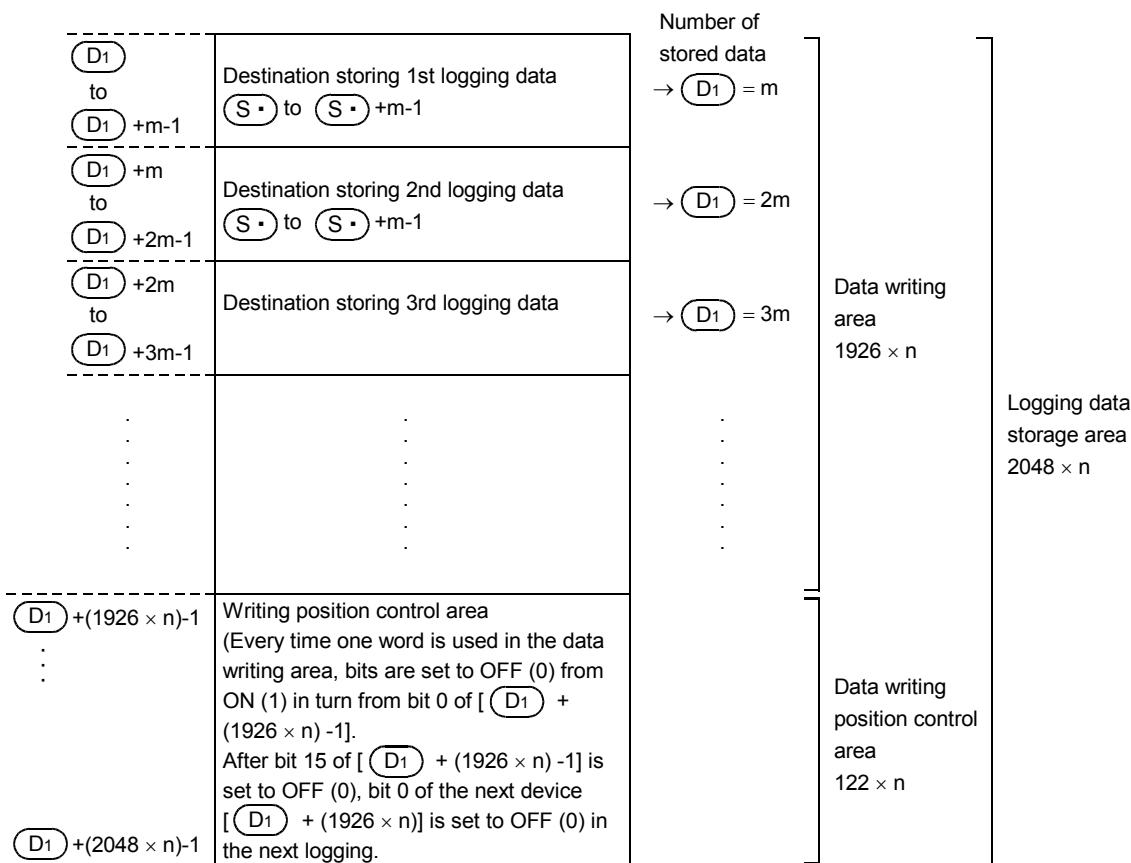 Number of
stored data
D1
to
D1 +m-1
Destination storing 1st logging data
S· to S· +m-1
→ D1 = m
D1 +m
to
D1 +2m-1
Destination storing 2nd logging data
S· to S· +m-1
→ D1 = 2m
D1 +2m
to
D1 +3m-1
Destination storing 3rd logging data
→ D1 = 3m
Data writing
area
1926 × n
Logging data
storage area
2048 × n
D1 +(1926 × n)-1
D1 +(2048 × n)-1
Writing position control area
(Every time one word is used in the data
writing area, bits are set to OFF (0) from
ON (1) in turn from bit 0 of [ D1 +
(1926 × n) -1].
After bit 15 of [ D1 + (1926 × n) -1] is
set to OFF (0), bit 0 of the next device
[ D1 + (1926 × n)] is set to OFF (0) in
the next logging.
Data writing
position control
area
122 × n